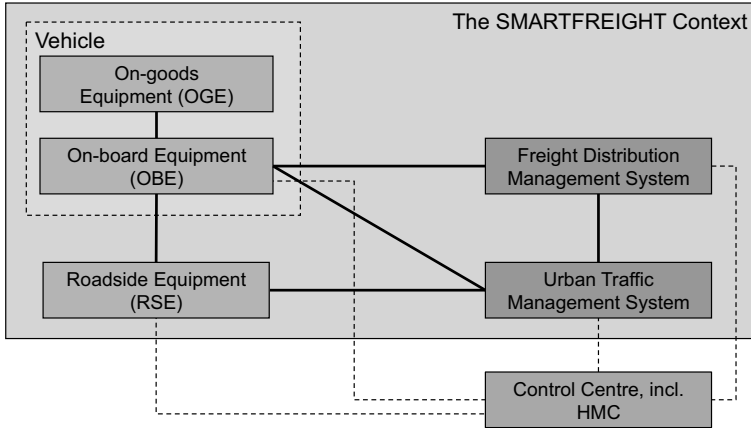 The SMARTFREIGHT Context
Vehicle
On-goods
Equipment (OGE)
On-board Equipment
(OBE)
Freight Distribution
Management System
Roadside Equipment
(RSE)
Urban Traffic
Management System
Control Centre, incl.
HMC